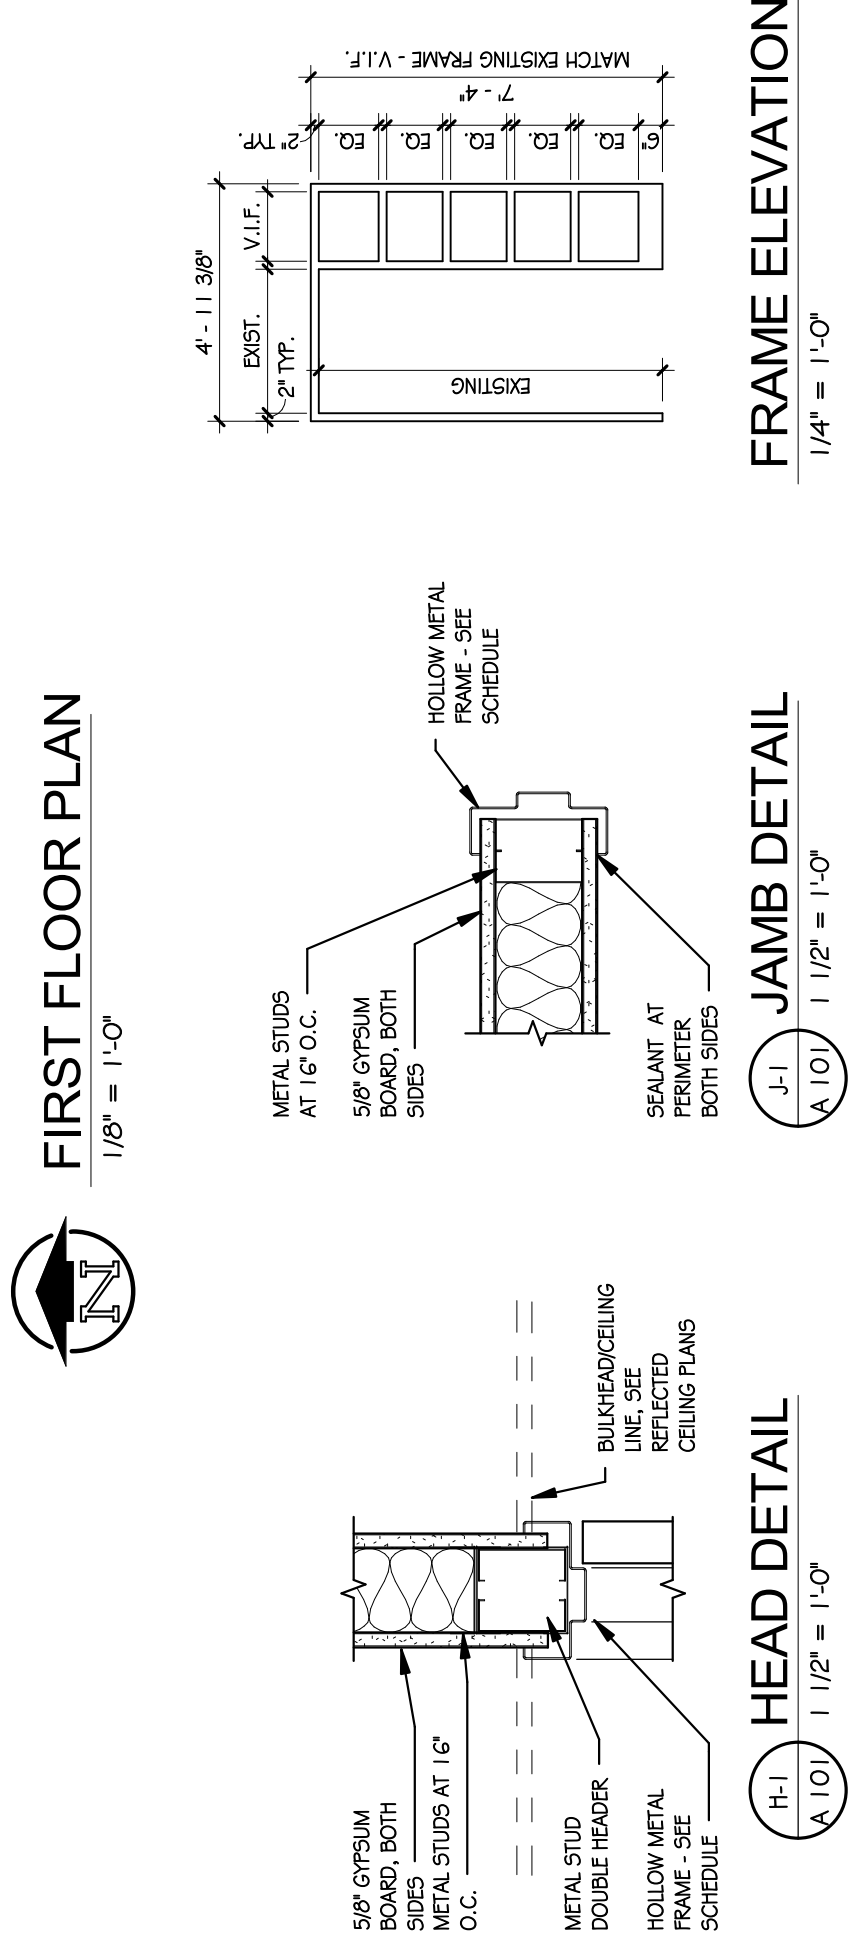 N
FIRST FLOOR PLAN
1/8" = 1'-0"
5/8" GYPSUM
BOARD, BOTH
SIDES
METAL STUDS AT 16"
O.C.
METAL STUD
DOUBLE HEADER
HOLLOW METAL
FRAME - SEE
SCHEDULE
BULKHEAD/CEILING
LINE, SEE
REFLECTED
CEILING PLANS
H-1
A 101
HEAD DETAIL
1 1/2" = 1'-0"
METAL STUDS
AT 16" O.C.
5/8" GYPSUM
BOARD, BOTH
SIDES
SEALANT AT
PERIMETER
BOTH SIDES
HOLLOW METAL
FRAME - SEE
SCHEDULE
J-1
A 101
JAMB DETAIL
1 1/2" = 1'-0"
4' - 11 3/8"
EXIST.
V.I.F.
2" TYP.
EXISTING
2" TYP.
EQ.
EQ.
EQ.
EQ.
EQ.
6"
7' - 4"
MATCH EXISTING FRAME - V.I.F.
FRAME ELEVATION
1/4" = 1'-0"